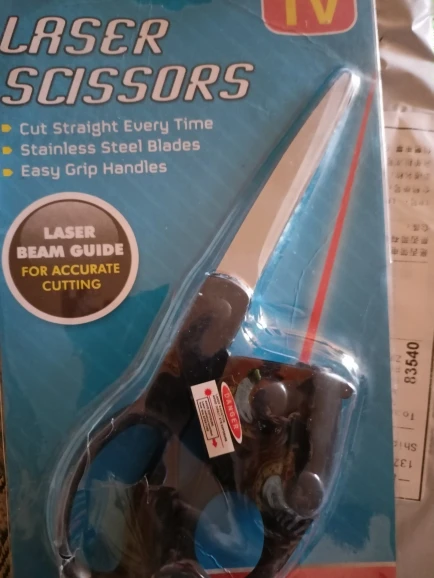 TV
LASER
SCISSORS
Cut Straight Every Time
Stainless Steel Blades
Easy Grip Handles
LASER
BEAM GUIDE
FOR ACCURATE
CUTTING
DANGER
83540